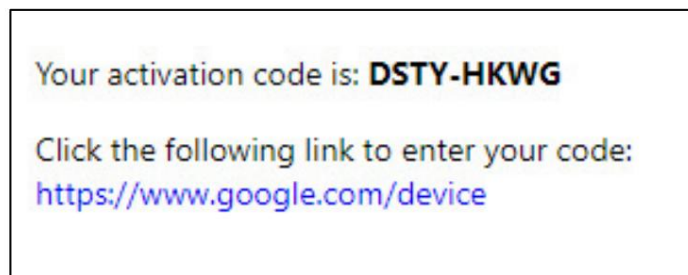 Your activation code is: DSTY-HKWG
Click the following link to enter your code:
https://www.google.com/device